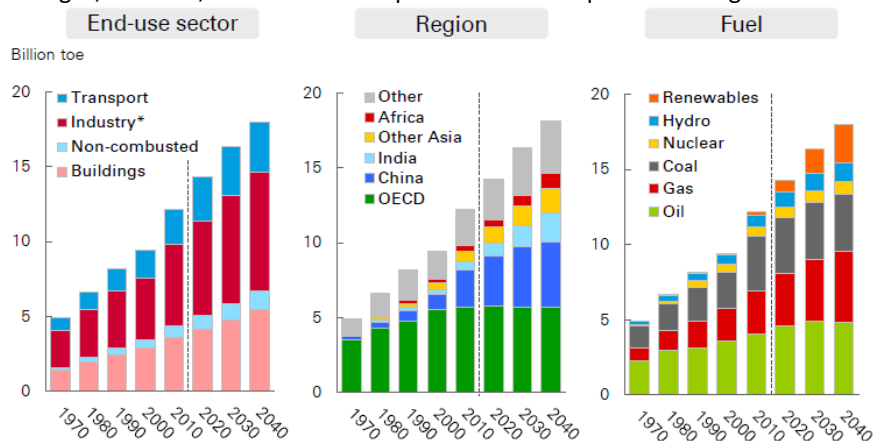 End-use sector
Region
Fuel
Billion toe
20
15
10
5
0
Transport
Industry*
Non-combusted
Buildings
1970 1980 1990 2000 2010 2020 2030 2040
20
15
10
5
0
Other
Africa
Other Asia
India
China
OECD
1970 1980 1990 2000 2010 2020 2030 2040
20
15
10
5
0
Renewables
Hydro
Nuclear
Coal
Gas
Oil
1970 1980 1990 2000 2010 2020 2030 2040